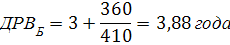 ДРВ_Б = 3 + 360/410 = 3,88 года